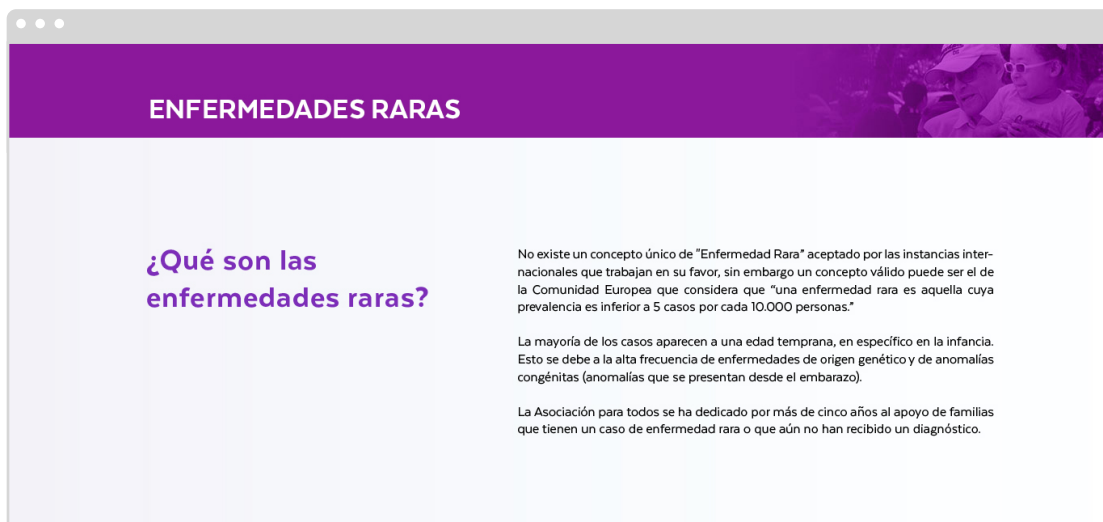 ENFERMEDADES RARAS
¿Qué son las
enfermedades raras?
No existe un concepto único de "Enfermedad Rara” aceptado por las instancias inter-
nacionales que trabajan en su favor, sin embargo un concepto válido puede ser el de
la Comunidad Europea que considera que “una enfermedad rara es aquella cuya
prevalencia es inferior a 5 casos por cada 10.000 personas.”
La mayoría de los casos aparecen a una edad temprana, en específico en la infancia.
Esto se debe a la alta frecuencia de enfermedades de origen genético y de anomalías
congénitas (anomalías que se presentan desde el embarazo).
La Asociación para todos se ha dedicado por más de cinco años al apoyo de familias
que tienen un caso de enfermedad rara o que aún no han recibido un diagnóstico.